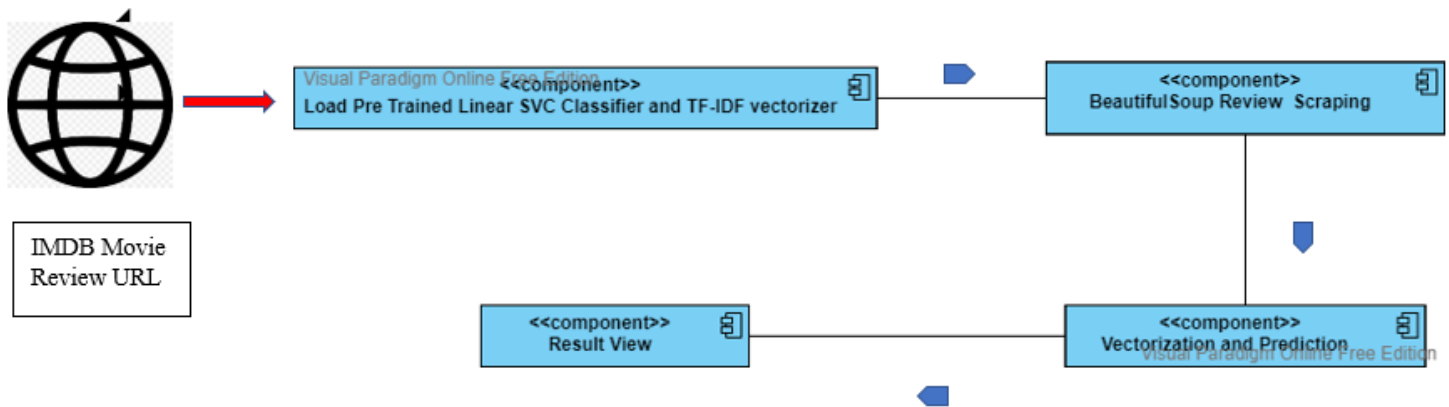 Visual Paradigm Online Free Edition
<<component>>
Load Pre Trained Linear SVC Classifier and TF-IDF vectorizer
<<component>>
BeautifulSoup Review Scraping
IMDB Movie
Review URL
<<component>>
Result View
<<component>>
Vectorization and Prediction
Visual Paradigm Online Free Edition